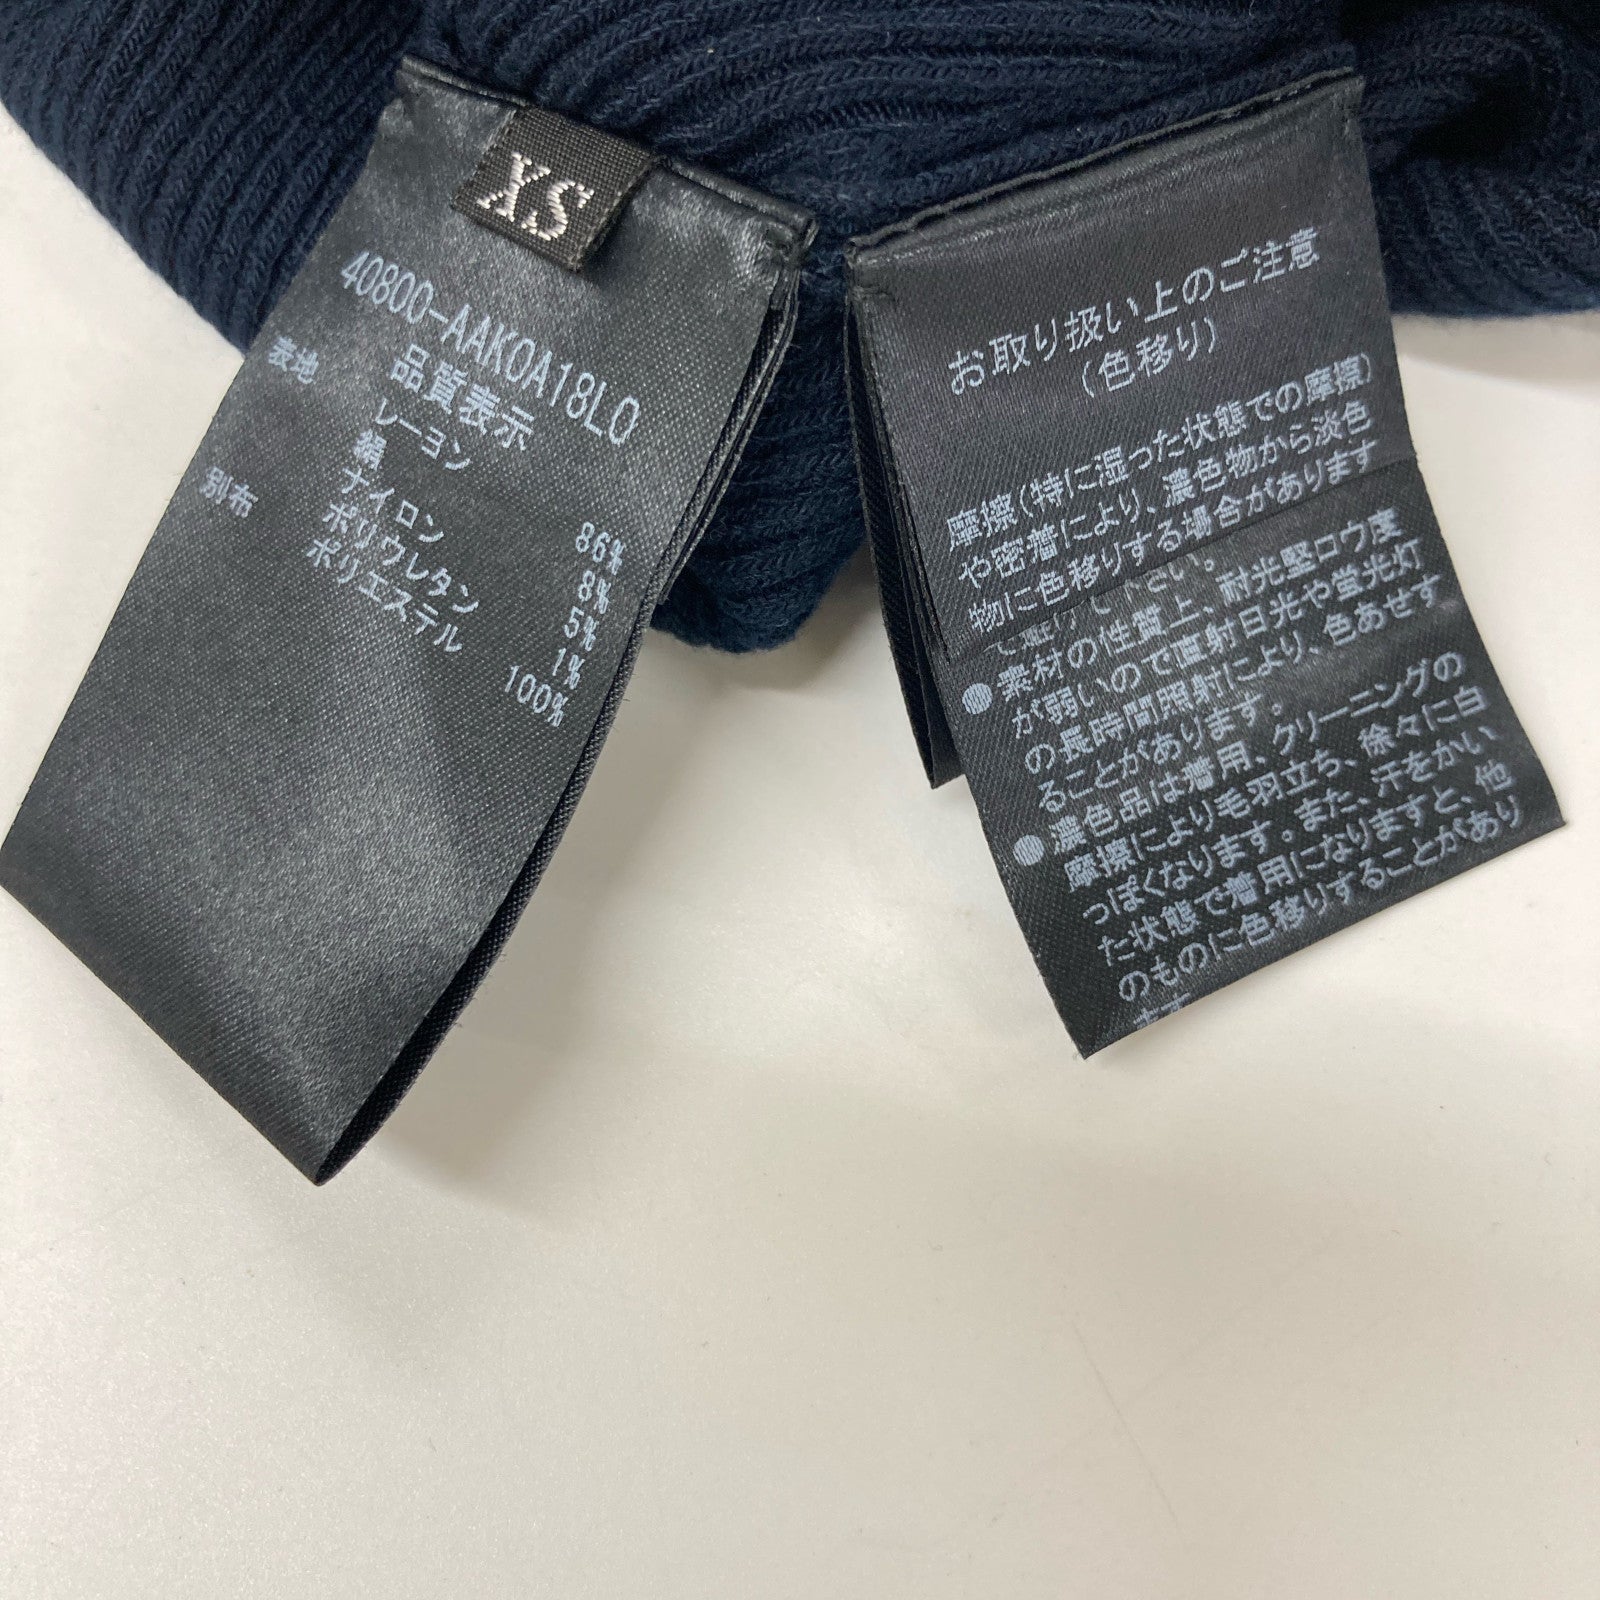 XS
40800-AAKOA18LO
品質表示
表地 レーヨン 86%
絹 8%
ナイロン 5%
ポリウレタン 1%
別布 ポリエステル 100%
お取り扱い上のご注意
(色移り)
摩擦(特に湿った状態での摩擦)
や密着により、濃色物から淡色
物に色移りする場合があります
て避けて下さい。
●素材の性質上、耐光堅ロウ度
が弱いので直射日光や蛍光灯
の長時間照射により、色あせす
ることがあります。
●濃色品は着用、クリーニングの
摩擦により毛羽立ち、徐々に白
っぽくなります。また、汗をかい
た状態で着用になりますと、他
のものに色移りすることがあり
ます